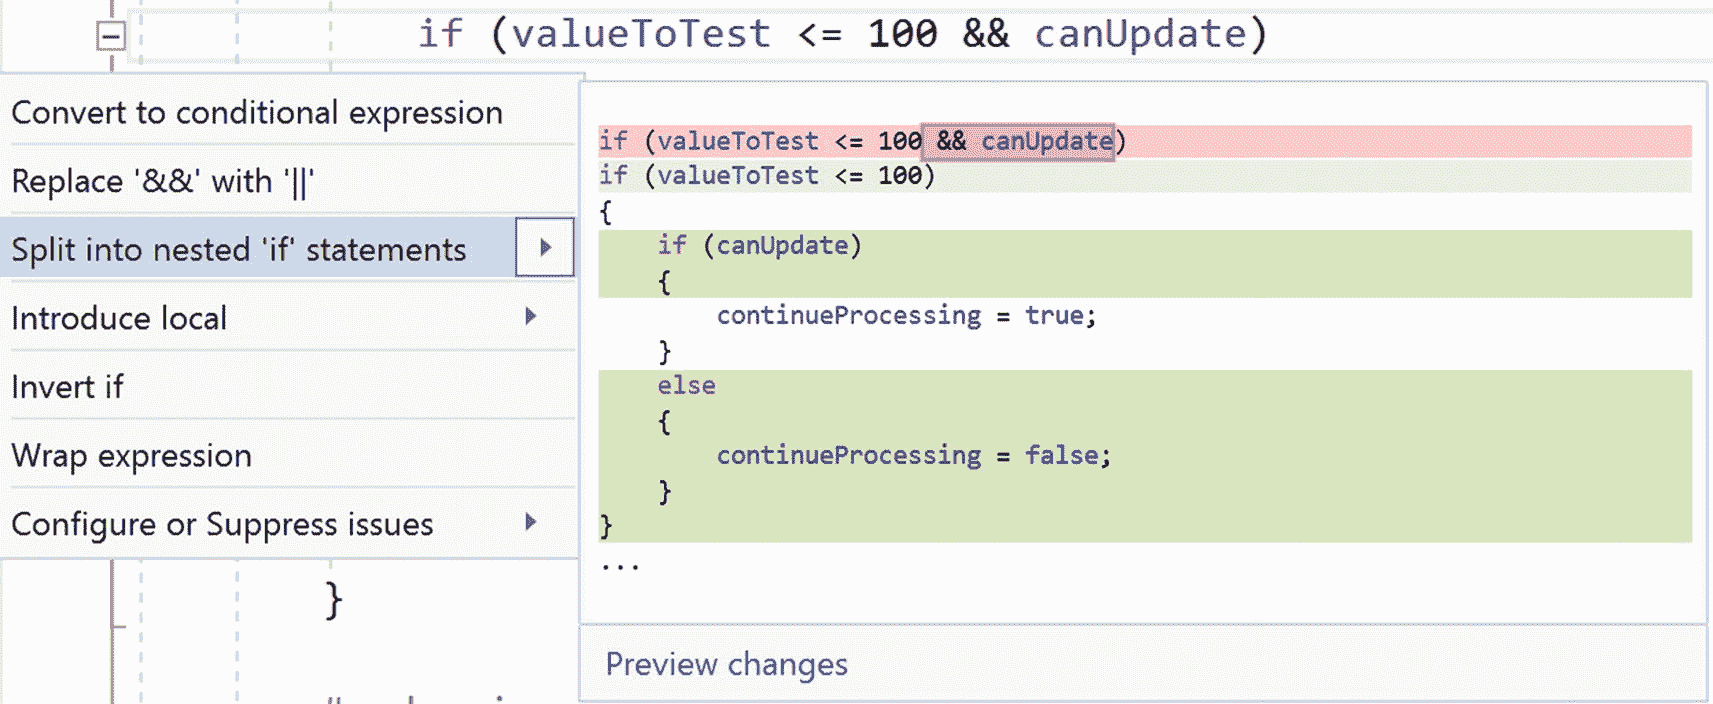 if (valueToTest <= 100 && canUpdate)
Convert to conditional expression
Replace '&&' with '||'
Split into nested 'if' statements
Introduce local
Invert if
Wrap expression
Configure or Suppress issues
if (valueToTest <= 100 && canUpdate)
if (valueToTest <= 100)
{
    if (canUpdate)
    {
        continueProcessing = true;
    }
    else
    {
        continueProcessing = false;
    }
}
...
Preview changes
}